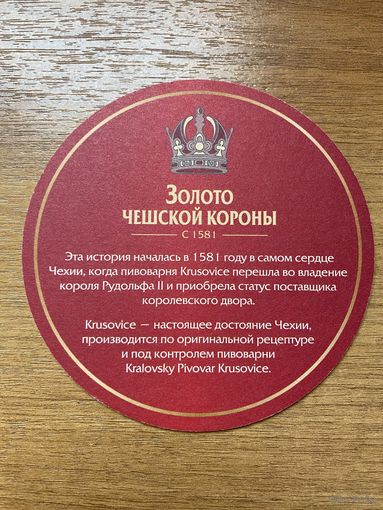 Золото
чешской короны
С 1581
Эта история началась в 1581 году в самом сердце
Чехии, когда пивоварня Krusovice перешла во владение
короля Рудольфа II и приобрела статус поставщика
королевского двора.
Krusovice — настоящее достояние Чехии,
производится по оригинальной рецептуре
и под контролем пивоварни
Kralovsky Pivovar Krusovice.